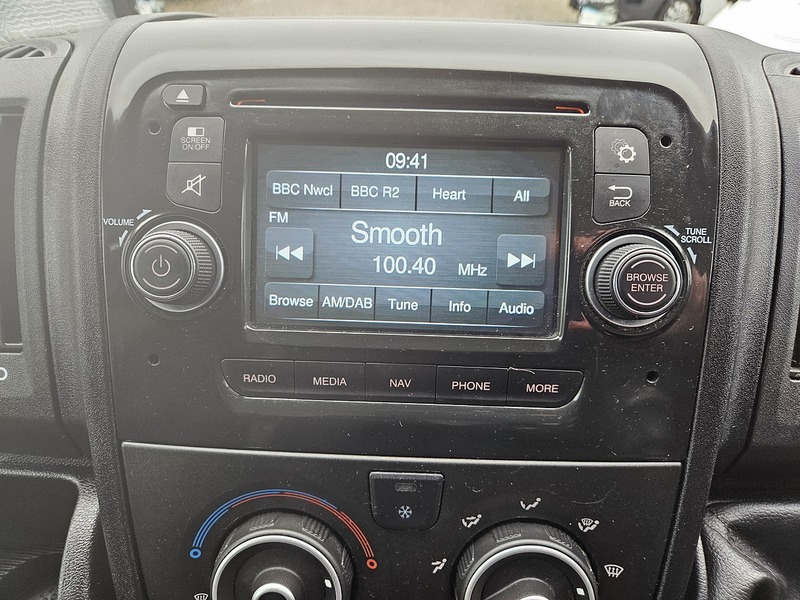 SCREEN
ON/OFF
VOLUME
09:41
BBC Nwcl BBC R2 Heart All
FM
Smooth
100.40 MHz
Browse AM/DAB Tune Info Audio
BACK
TUNE
SCROLL
BROWSE
ENTER
RADIO MEDIA NAV PHONE MORE